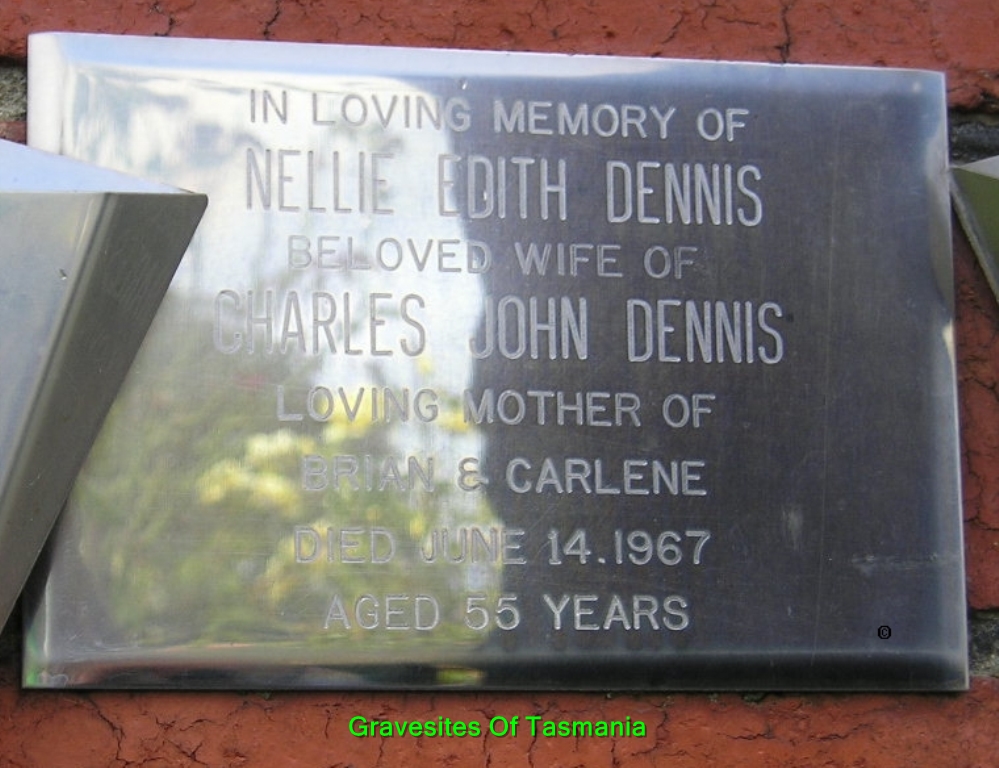 IN LOVING MEMORY OF
NELLIE EDITH DENNIS
BELOVED WIFE OF
CHARLES JOHN DENNIS
LOVING MOTHER OF
BRIAN & CARLENE
DIED JUNE 14.1967
AGED 55 YEARS
©
Gravesites Of Tasmania